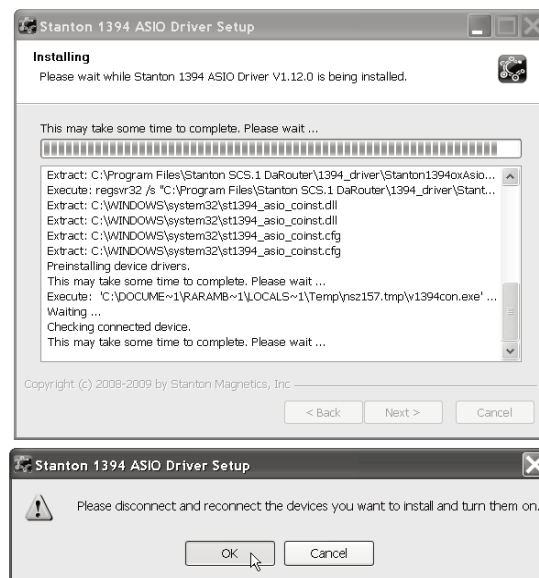 Stanton 1394 ASIO Driver Setup
Installing
Please wait while Stanton 1394 ASIO Driver V1.12.0 is being installed.
This may take some time to complete. Please wait ...
Extract: C:\Program Files\Stanton SCS.1 DaRouter\1394_driver\Stanton1394oxAsio...
Execute: regsvr32 /s "C:\Program Files\Stanton SCS.1 DaRouter\1394_driver\Stant...
Extract: C:\WINDOWS\system32\st1394_asio_coinst.dll
Extract: C:\WINDOWS\system32\st1394_asio_coinst.dll
Extract: C:\WINDOWS\system32\st1394_asio_coinst.cfg
Extract: C:\WINDOWS\system32\st1394_asio_coinst.cfg
Preinstalling device drivers.
This may take some time to complete. Please wait ...
Execute: 'C:\DOCUME~1\RARAMB~1\LOCALS~1\Temp\nsz157.tmp\v1394con.exe' ...
Waiting ...
Checking connected device.
This may take some time to complete. Please wait ...
Copyright (c) 2008-2009 by Stanton Magnetics, Inc
< Back Next > Cancel
Stanton 1394 ASIO Driver Setup
Please disconnect and reconnect the devices you want to install and turn them on.
OK Cancel